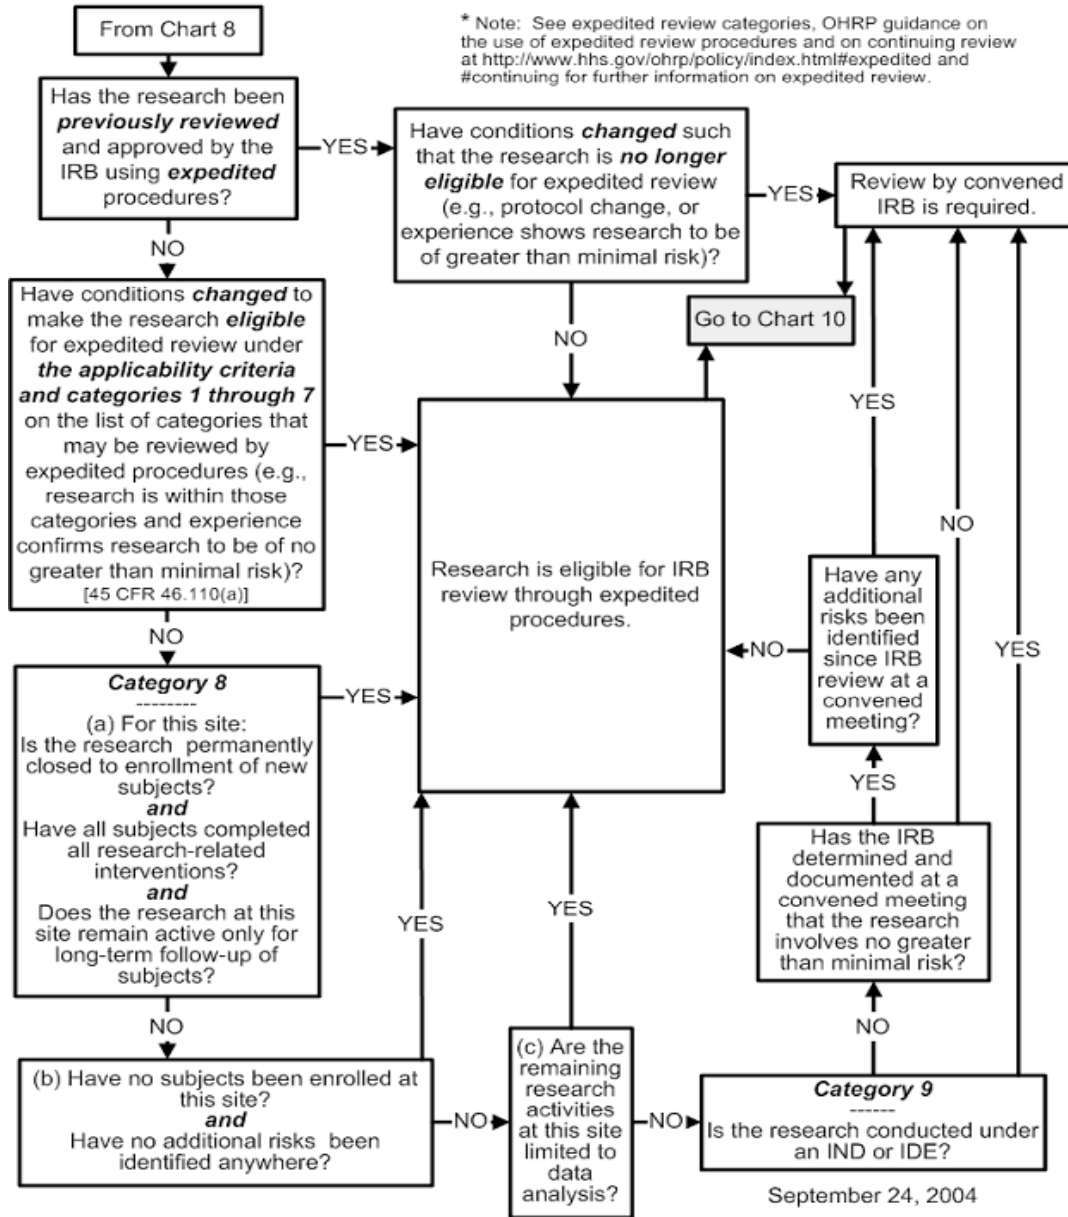 From Chart 8
* Note: See expedited review categories, OHRP guidance on
the use of expedited review procedures and on continuing review
at http://www.hhs.gov/ohrp/policy/index.html#expedited and
#continuing for further information on expedited review.
Has the research been
previously reviewed
and approved by the
IRB using expedited
procedures?
YES
Have conditions changed such
that the research is no longer
eligible for expedited review
(e.g., protocol change, or
experience shows research to be
of greater than minimal risk)?
YES
Review by convened
IRB is required.
NO
NO
Go to Chart 10
Have conditions changed to
make the research eligible
for expedited review under
the applicability criteria
and categories 1 through 7
on the list of categories that
may be reviewed by
expedited procedures (e.g.,
research is within those
categories and experience
confirms research to be of no
greater than minimal risk)?
[45 CFR 46.110(a)]
YES
Research is eligible for IRB
review through expedited
procedures.
YES
NO
YES
NO
Have any
additional
risks been
identified
since IRB
review at a
convened
meeting?
NO
NO
Category 8
--------
(a) For this site:
Is the research permanently
closed to enrollment of new
subjects?
and
Have all subjects completed
all research-related
interventions?
and
Does the research at this
site remain active only for
long-term follow-up of
subjects?
YES
YES
YES
YES
Has the IRB
determined and
documented at a
convened meeting
that the research
involves no greater
than minimal risk?
NO
NO
(b) Have no subjects been enrolled at
this site?
and
Have no additional risks been
identified anywhere?
NO
(c) Are the
remaining
research
activities
at this site
limited to
data
analysis?
NO
Category 9
------
Is the research conducted under
an IND or IDE?
September 24, 2004